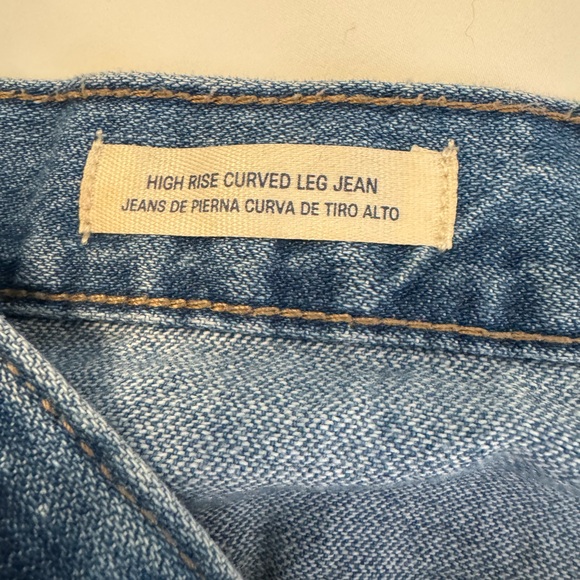 HIGH RISE CURVED LEG JEAN
JEANS DE PIERNA CURVA DE TIRO ALTO